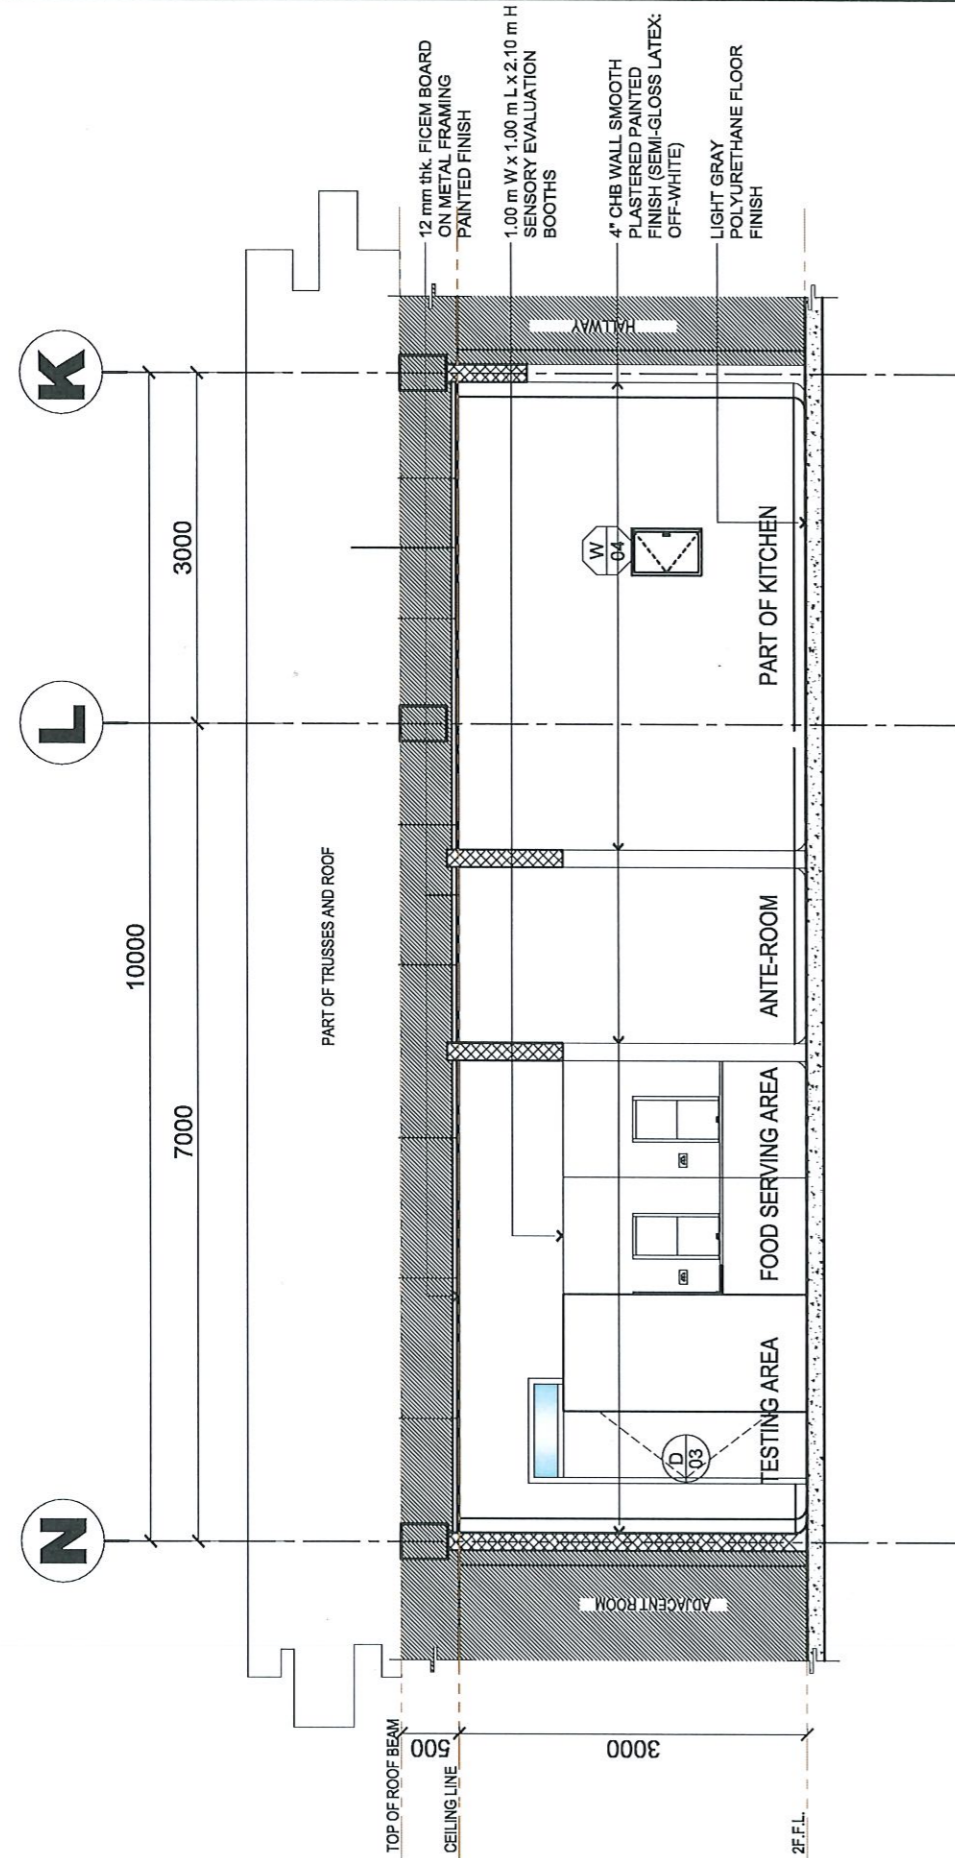 N
L
K
10000
7000
3000
PART OF TRUSSES AND ROOF
TOP OF ROOF BEAM
500
CEILING LINE
3000
2F.F.L.
12 mm thk. FICEM BOARD
ON METAL FRAMING
PAINTED FINISH
1.00 m W x 1.00 m L x 2.10 m H
SENSORY EVALUATION
BOOTHS
4" CHB WALL SMOOTH
PLASTERED PAINTED
FINISH (SEMI-GLOSS LATEX:
OFF-WHITE)
LIGHT GRAY
POLYURETHANE FLOOR
FINISH
ADJACENT ROOM
D
03
TESTING AREA
FOOD SERVING AREA
ANTE-ROOM
W
04
PART OF KITCHEN
HALLWAY